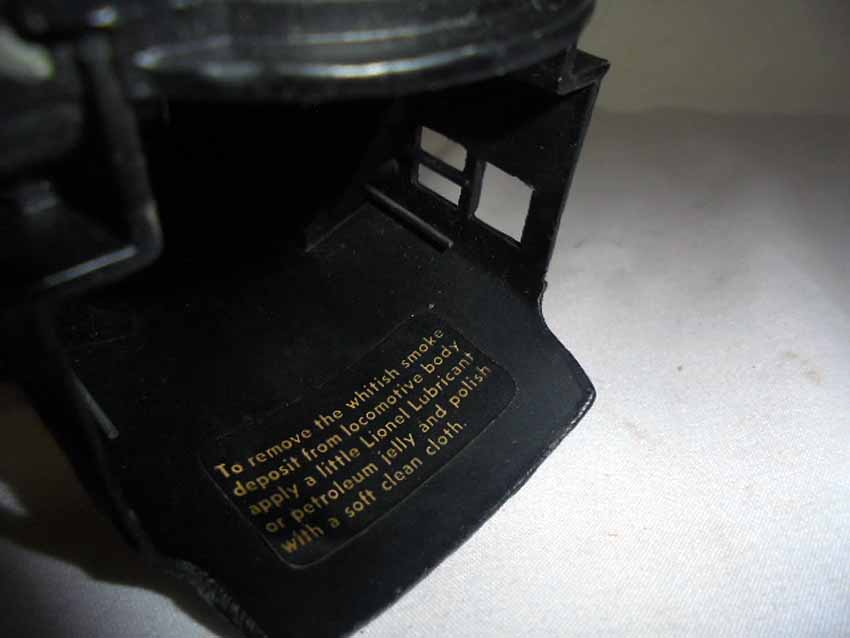 To remove the whitish smoke
deposit from locomotive body
apply a little Lionel Lubricant
or petroleum jelly and polish
with a soft clean cloth.